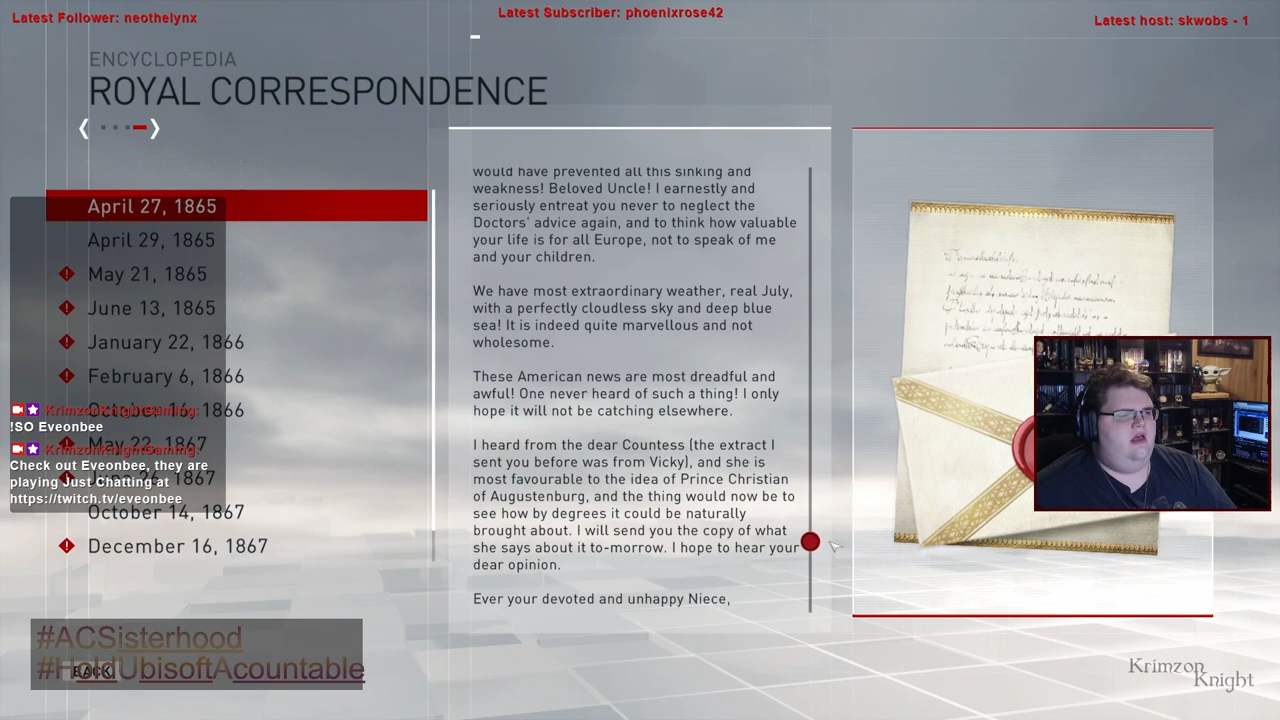 Latest Follower: neothelynx
Latest Subscriber: phoenixrose42
Latest host: skwobs - 1
ENCYCLOPEDIA
ROYAL CORRESPONDENCE
April 27, 1865
April 29, 1865
May 21, 1865
June 13, 1865
January 22, 1866
February 6, 1866
1866
KrimzonKnightGaming:
!SO Eveonbee
May 22, 1867
KrimzonKnightGaming:
Check out Eveonbee, they are
playing Just Chatting at
1867
https://twitch.tv/eveonbee
October 14, 1867
December 16, 1867
would have prevented all this sinking and
weakness! Beloved Uncle! I earnestly and
seriously entreat you never to neglect the
Doctors' advice again, and to think how valuable
your life is for all Europe, not to speak of me
and your children.
We have most extraordinary weather, real July,
with a perfectly cloudless sky and deep blue
sea! It is indeed quite marvellous and not
wholesome.
These American news are most dreadful and
awful! One never heard of such a thing! I only
hope it will not be catching elsewhere.
I heard from the dear Countess (the extract I
sent you before was from Vicky), and she is
most favourable to the idea of Prince Christian
of Augustenburg, and the thing would now be to
see how by degrees it could be naturally
brought about. I will send you the copy of what
she says about it to-morrow. I hope to hear your
dear opinion.
Ever your devoted and unhappy Niece,
#ACSisterhood
#HoldUbisoftAcountable
BACK
Krimzon
Knight